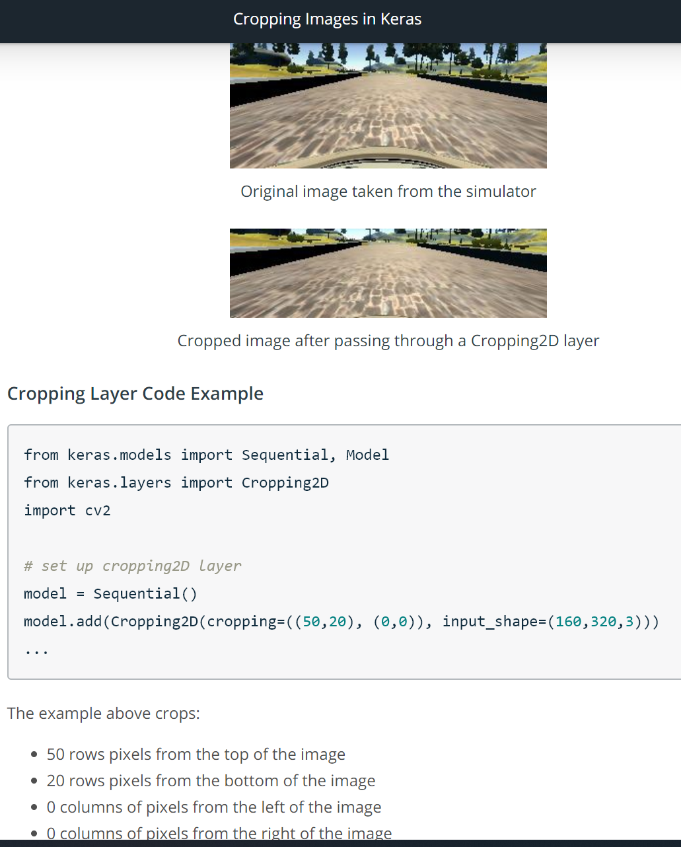 Cropping Images in Keras
Original image taken from the simulator
Cropped image after passing through a Cropping2D layer
Cropping Layer Code Example
from keras.models import Sequential, Model
from keras.layers import Cropping2D
import cv2
# set up cropping2D layer
model = Sequential()
model.add(Cropping2D(cropping=((50,20), (0,0)), input_shape=(160,320,3)))
...
The example above crops:
• 50 rows pixels from the top of the image
• 20 rows pixels from the bottom of the image
• 0 columns of pixels from the left of the image
• 0 columns of pixels from the right of the image